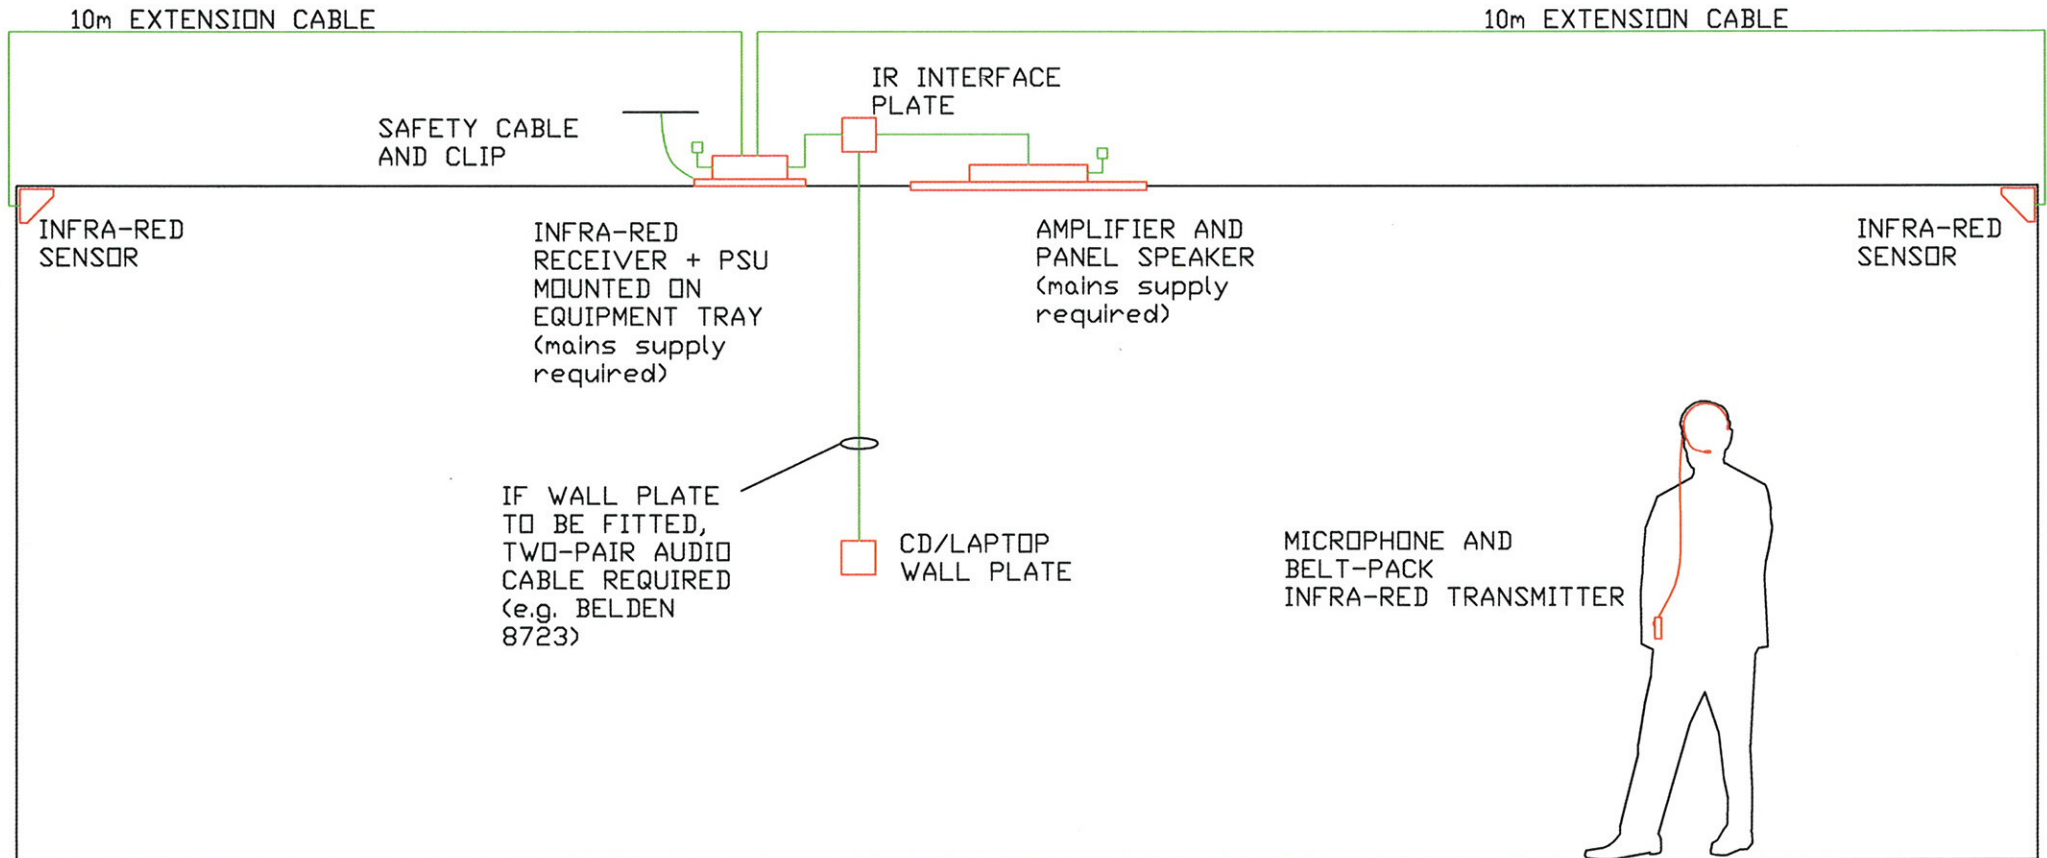 10m EXTENSION CABLE
10m EXTENSION CABLE
IR INTERFACE
PLATE
SAFETY CABLE
AND CLIP
INFRA-RED
SENSOR
INFRA-RED
RECEIVER + PSU
MOUNTED ON
EQUIPMENT TRAY
(mains supply
required)
AMPLIFIER AND
PANEL SPEAKER
(mains supply
required)
INFRA-RED
SENSOR
IF WALL PLATE
TO BE FITTED,
TWO-PAIR AUDIO
CABLE REQUIRED
(e.g. BELDEN
8723)
CD/LAPTOP
WALL PLATE
MICROPHONE AND
BELT-PACK
INFRA-RED TRANSMITTER